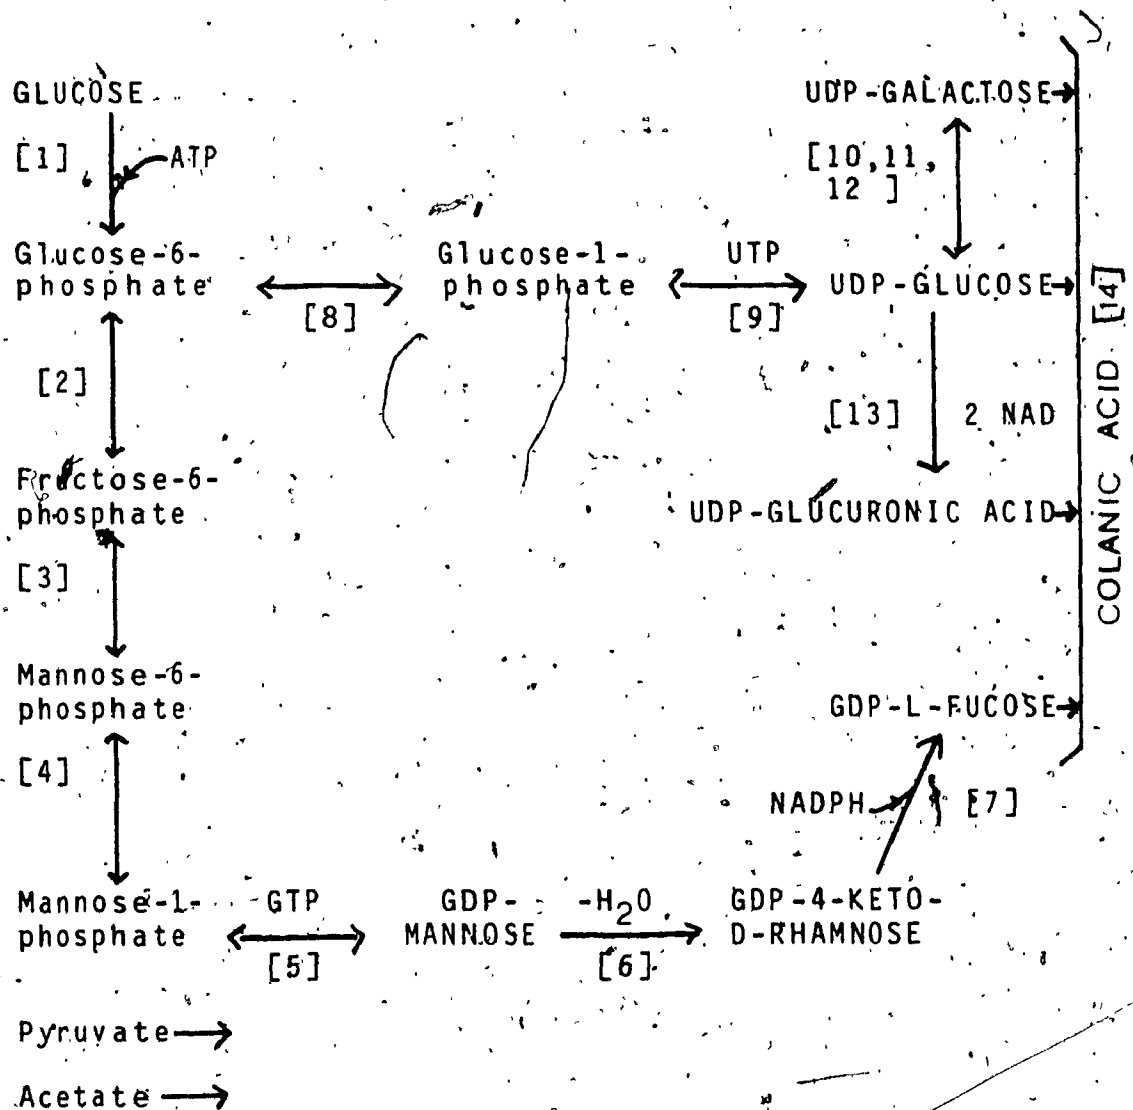 GLUCOSE
UDP-GALACTOSE
[1]
ATP
[10,11,
12 ]
Glucose-6-
phosphate
Glucose-1-
phosphate
UTP
UDP-GLUCOSE
[8]
[9]
[2]
[13]
2 NAD
Fructose-6-
phosphate
UDP-GLUCURONIC ACID
[3]
Mannose-6-
phosphate
GDP-L-FUCOSE
[4]
NADPH
[7]
Mannose-1-
phosphate
GTP
GDP-
MANNOSE
-H₂O
GDP-4-KETO-
D-RHAMNOSE
[5]
[6]
Pyruvate
Acetate
COLANIC ACID [14]